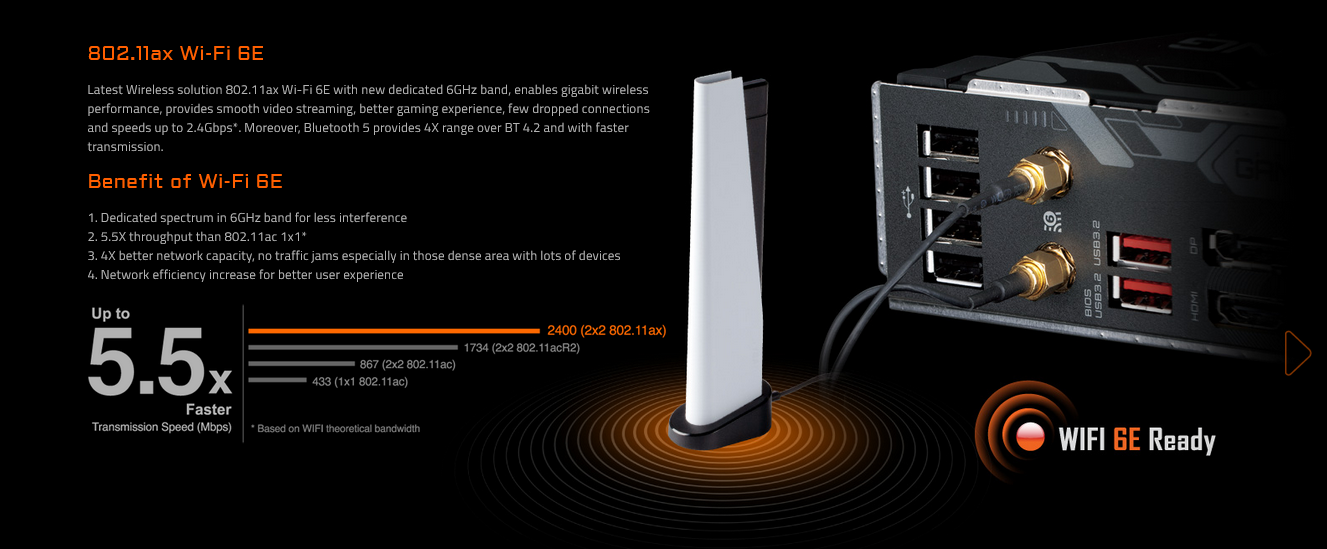 802.11ax Wi-Fi 6E
Latest Wireless solution 802.11ax Wi-Fi 6E with new dedicated 6GHz band, enables gigabit wireless
performance, provides smooth video streaming, better gaming experience, few dropped connections
and speeds up to 2.4Gbps*. Moreover, Bluetooth 5 provides 4X range over BT 4.2 and with faster
transmission.
Benefit of Wi-Fi 6E
1. Dedicated spectrum in 6GHz band for less interference
2. 5.5X throughput than 802.11ac 1x1*
3. 4X better network capacity, no traffic jams especially in those dense area with lots of devices
4. Network efficiency increase for better user experience
Up to
5.5x
Faster
Transmission Speed (Mbps)
2400 (2x2 802.11ax)
1734 (2x2 802.11acR2)
867 (2x2 802.11ac)
433 (1x1 802.11ac)
* Based on WIFI theoretical bandwidth
USB3.2
BIOS
USB3.2
DP
HDMI
WIFI 6E Ready